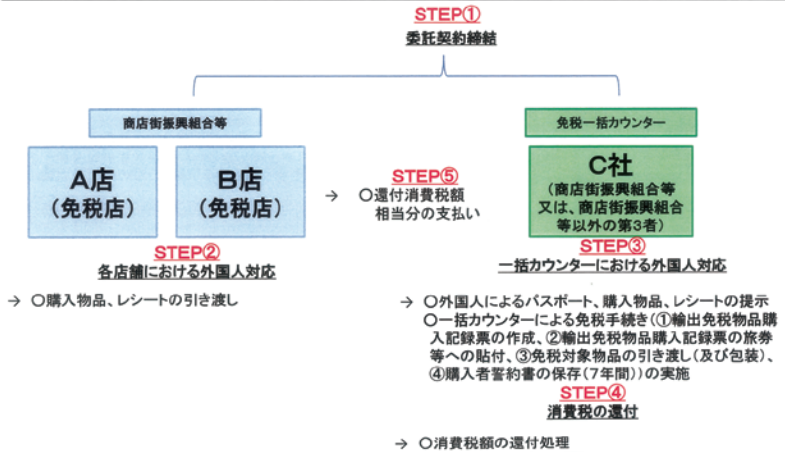 STEP①
委託契約締結
商店街振興組合等
免税一括カウンター
A店
(免税店)
B店
(免税店)
C社
(商店街振興組合等
又は、商店街振興組合
等以外の第3者)
STEP⑤
→ ○還付消費税額
相当分の支払い
STEP②
各店舗における外国人対応
→ ○購入物品、レシートの引き渡し
STEP③
一括カウンターにおける外国人対応
→ ○外国人によるパスポート、購入物品、レシートの提示
○一括カウンターによる免税手続き(①輸出免税物品購
入記録票の作成、②輸出免税物品購入記録票の旅券
等への貼付、③免税対象物品の引き渡し(及び包装)、
④購入者誓約書の保存(7年間))の実施
STEP④
消費税の還付
→ ○消費税額の還付処理